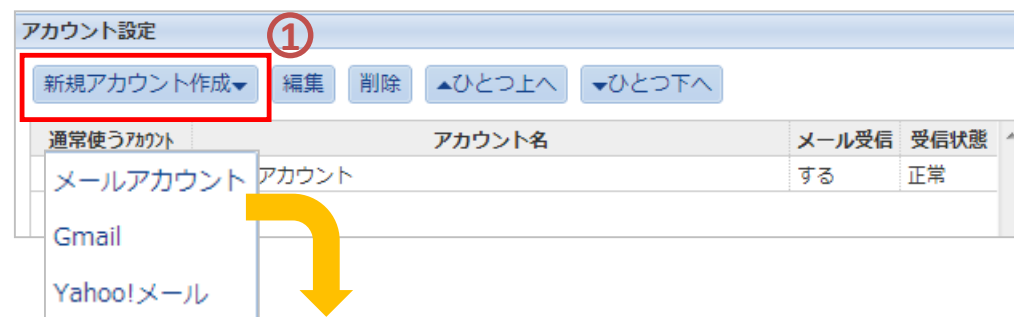 アカウント設定
①
新規アカウント作成▼ 編集 削除 ▲ひとつ上へ ▼ひとつ下へ
通常使うｱｶｳﾝﾄ アカウント名 メール受信 受信状態
アカウント する 正常
メールアカウント
Gmail
Yahoo!メール